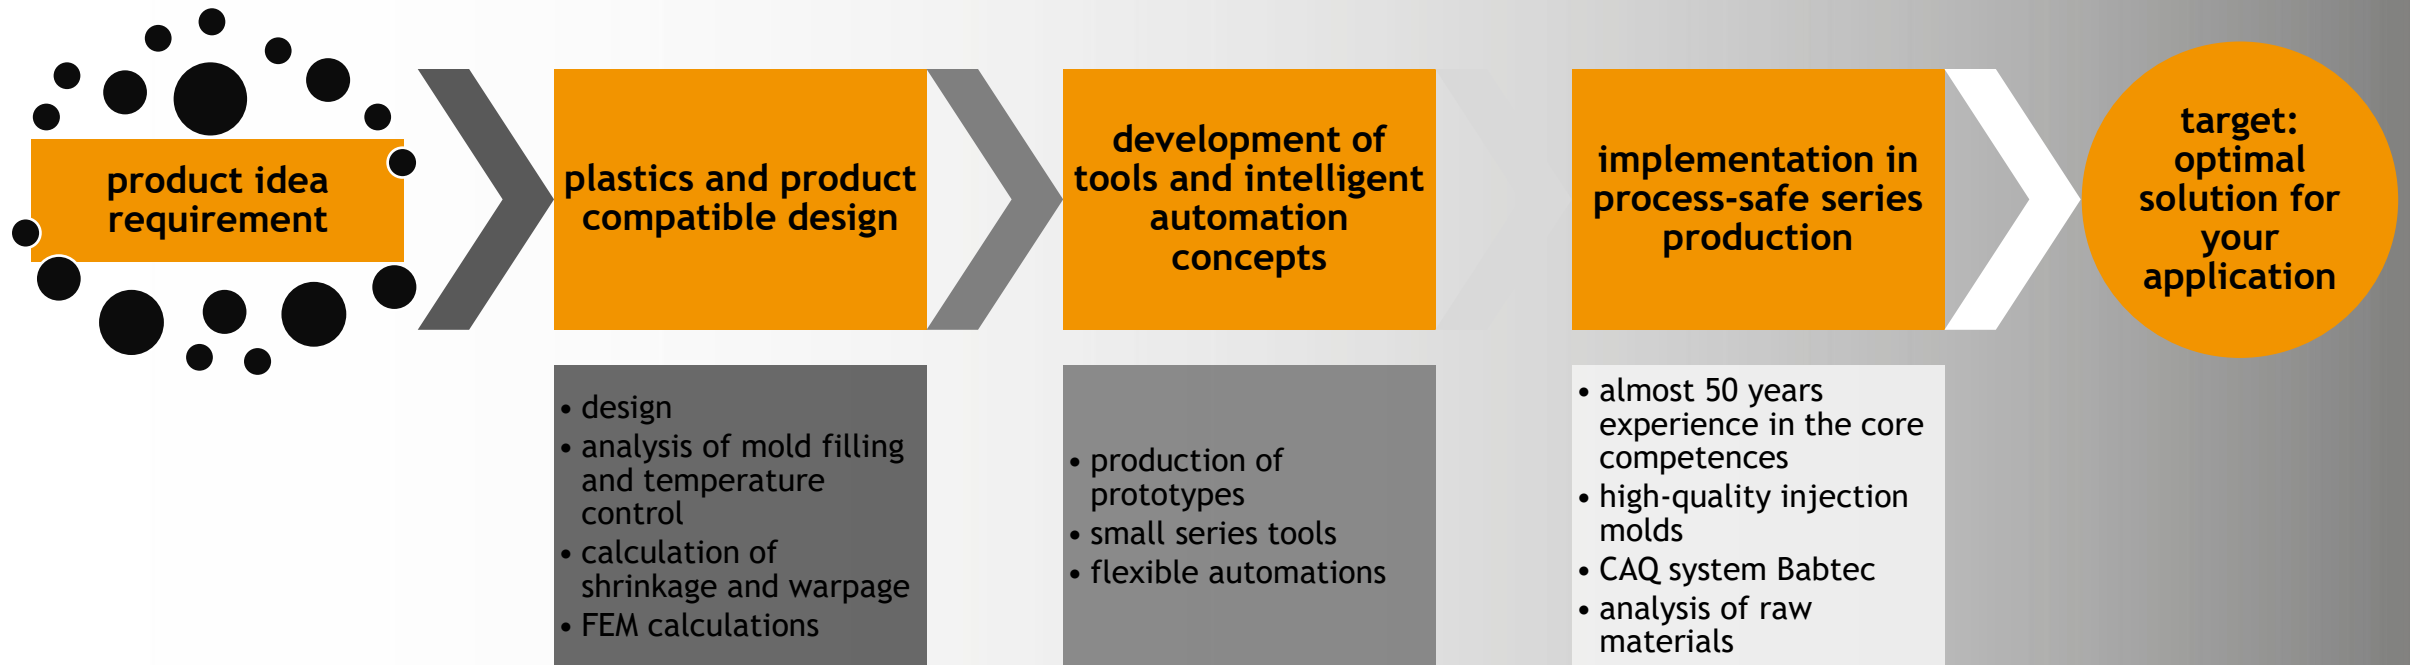 product idea
requirement
plastics and product
compatible design
development of
tools and intelligent
automation
concepts
implementation in
process-safe series
production
target:
optimal
solution for
your
application
• design
• analysis of mold filling
and temperature
control
• calculation of
shrinkage and warpage
• FEM calculations
• production of
prototypes
• small series tools
• flexible automations
• almost 50 years
experience in the core
competences
• high-quality injection
molds
• CAQ system Babtec
• analysis of raw
materials